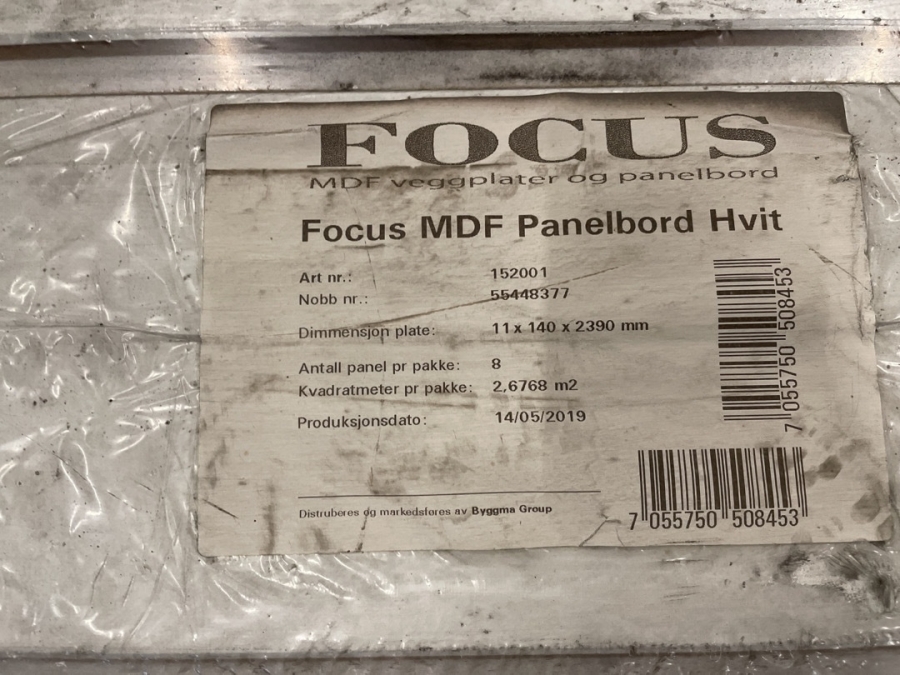 FOCUS
MDF veggplater og panelbord
Focus MDF Panelbord Hvit
Art nr.: 152001
Nobb nr.: 55448377
Dimmensjon plate: 11 x 140 x 2390 mm
Antall panel pr pakke: 8
Kvadratmeter pr pakke: 2,6768 m2
Produksjonsdato: 14/05/2019
7 055750 508453
Distruberes og markedsføres av Byggma Group
7 055750 508453